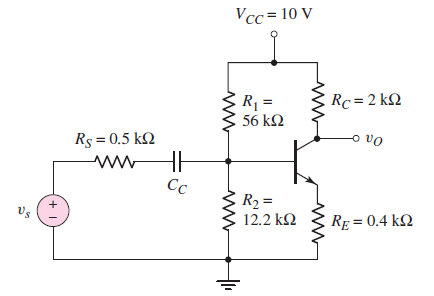 V_CC = 10 V
R_1 =
56 kΩ
R_C = 2 kΩ
R_S = 0.5 kΩ
v_O
C_C
v_s
+
−
R_2 =
12.2 kΩ
R_E = 0.4 kΩ